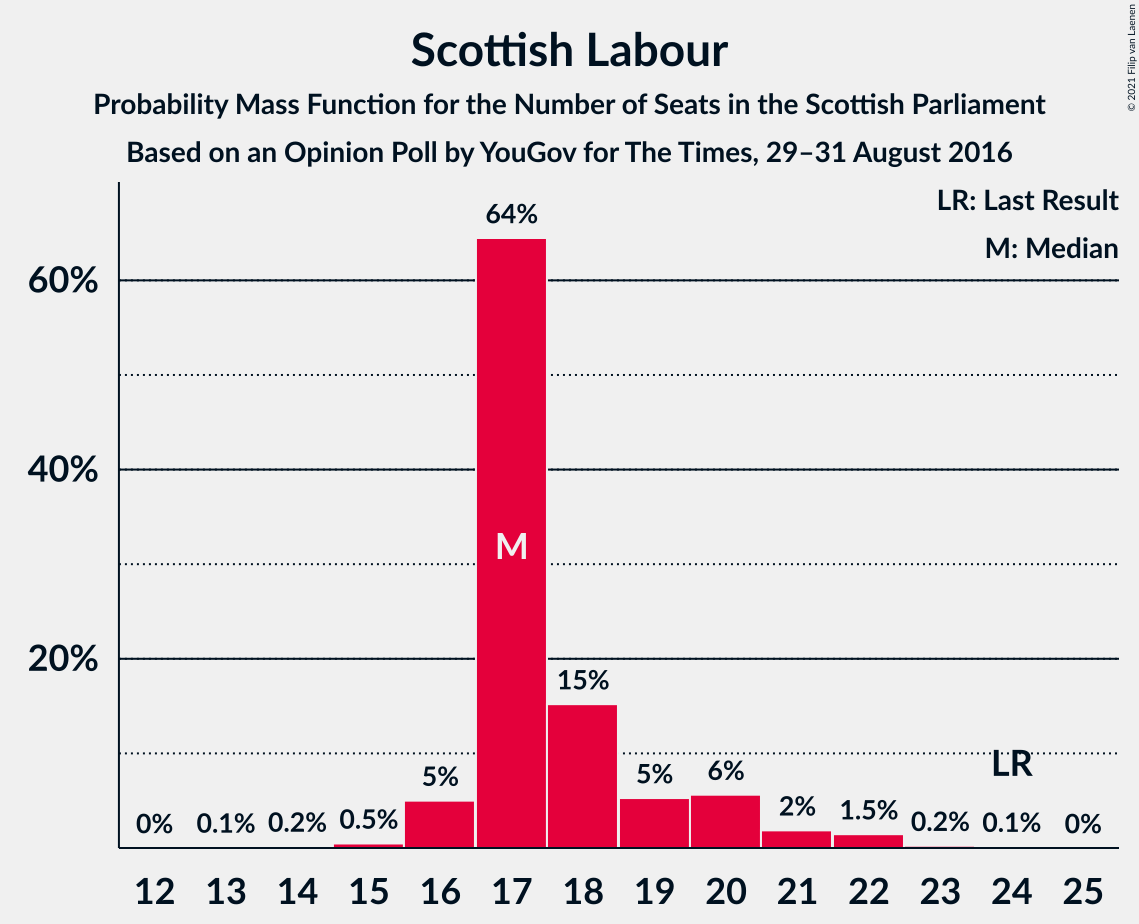 Scottish Labour
Probability Mass Function for the Number of Seats in the Scottish Parliament
Based on an Opinion Poll by YouGov for The Times, 29–31 August 2016
© 2021 Filip van Laenen
LR: Last Result
M: Median
64%
60%
40%
M
20%
15%
LR
5%
5%
6%
0%
0.1%
0.2%
0.5%
2%
1.5%
0.2%
0.1%
0%
12 13 14 15 16 17 18 19 20 21 22 23 24 25